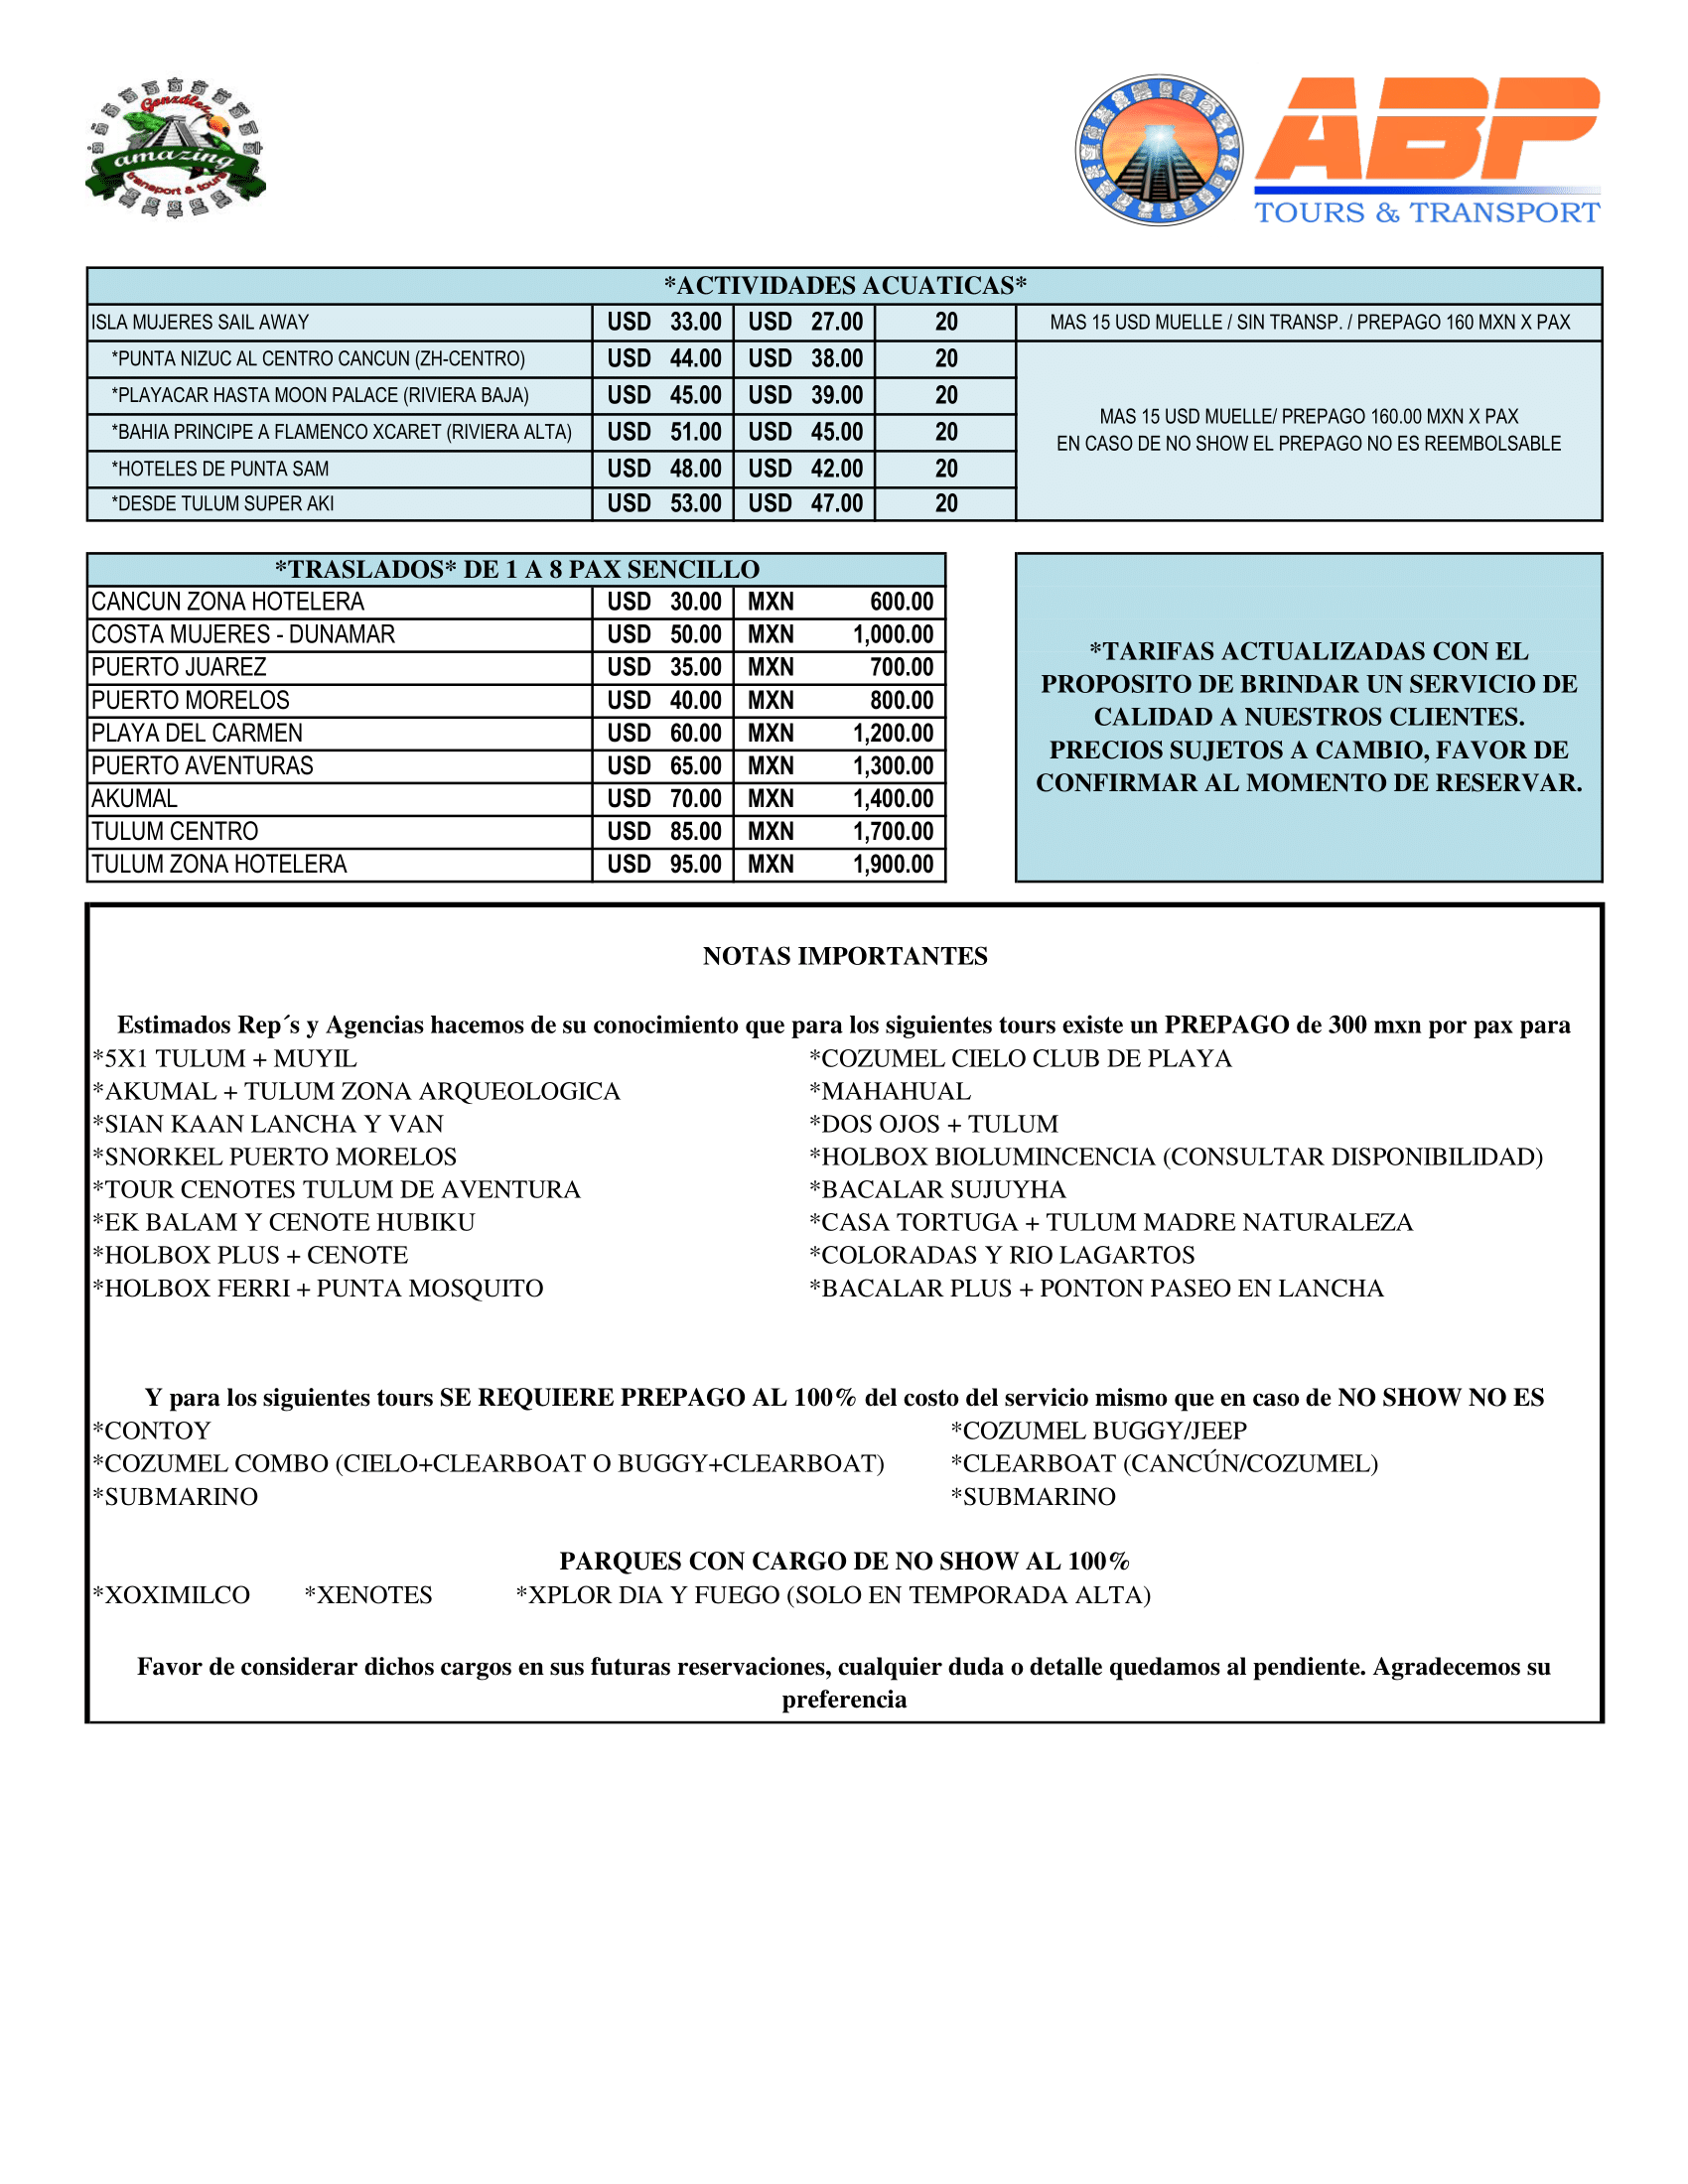 González
amazing
transport & tours
ABP
TOURS & TRANSPORT
*ACTIVIDADES ACUATICAS*
ISLA MUJERES SAIL AWAY USD 33.00 USD 27.00 20 MAS 15 USD MUELLE / SIN TRANSP. / PREPAGO 160 MXN X PAX
*PUNTA NIZUC AL CENTRO CANCUN (ZH-CENTRO) USD 44.00 USD 38.00 20
*PLAYACAR HASTA MOON PALACE (RIVIERA BAJA) USD 45.00 USD 39.00 20
*BAHIA PRINCIPE A FLAMENCO XCARET (RIVIERA ALTA) USD 51.00 USD 45.00 20
*HOTELES DE PUNTA SAM USD 48.00 USD 42.00 20
*DESDE TULUM SUPER AKI USD 53.00 USD 47.00 20
MAS 15 USD MUELLE/ PREPAGO 160.00 MXN X PAX
EN CASO DE NO SHOW EL PREPAGO NO ES REEMBOLSABLE
*TRASLADOS* DE 1 A 8 PAX SENCILLO
CANCUN ZONA HOTELERA USD 30.00 MXN 600.00
COSTA MUJERES - DUNAMAR USD 50.00 MXN 1,000.00
PUERTO JUAREZ USD 35.00 MXN 700.00
PUERTO MORELOS USD 40.00 MXN 800.00
PLAYA DEL CARMEN USD 60.00 MXN 1,200.00
PUERTO AVENTURAS USD 65.00 MXN 1,300.00
AKUMAL USD 70.00 MXN 1,400.00
TULUM CENTRO USD 85.00 MXN 1,700.00
TULUM ZONA HOTELERA USD 95.00 MXN 1,900.00
*TARIFAS ACTUALIZADAS CON EL
PROPOSITO DE BRINDAR UN SERVICIO DE
CALIDAD A NUESTROS CLIENTES.
PRECIOS SUJETOS A CAMBIO, FAVOR DE
CONFIRMAR AL MOMENTO DE RESERVAR.
NOTAS IMPORTANTES
Estimados Rep´s y Agencias hacemos de su conocimiento que para los siguientes tours existe un PREPAGO de 300 mxn por pax para
*5X1 TULUM + MUYIL *COZUMEL CIELO CLUB DE PLAYA
*AKUMAL + TULUM ZONA ARQUEOLOGICA *MAHAHUAL
*SIAN KAAN LANCHA Y VAN *DOS OJOS + TULUM
*SNORKEL PUERTO MORELOS *HOLBOX BIOLUMINCENCIA (CONSULTAR DISPONIBILIDAD)
*TOUR CENOTES TULUM DE AVENTURA *BACALAR SUJUYHA
*EK BALAM Y CENOTE HUBIKU *CASA TORTUGA + TULUM MADRE NATURALEZA
*HOLBOX PLUS + CENOTE *COLORADAS Y RIO LAGARTOS
*HOLBOX FERRI + PUNTA MOSQUITO *BACALAR PLUS + PONTON PASEO EN LANCHA
Y para los siguientes tours SE REQUIERE PREPAGO AL 100% del costo del servicio mismo que en caso de NO SHOW NO ES
*CONTOY *COZUMEL BUGGY/JEEP
*COZUMEL COMBO (CIELO+CLEARBOAT O BUGGY+CLEARBOAT) *CLEARBOAT (CANCÚN/COZUMEL)
*SUBMARINO *SUBMARINO
PARQUES CON CARGO DE NO SHOW AL 100%
*XOXIMILCO *XENOTES *XPLOR DIA Y FUEGO (SOLO EN TEMPORADA ALTA)
Favor de considerar dichos cargos en sus futuras reservaciones, cualquier duda o detalle quedamos al pendiente. Agradecemos su
preferencia